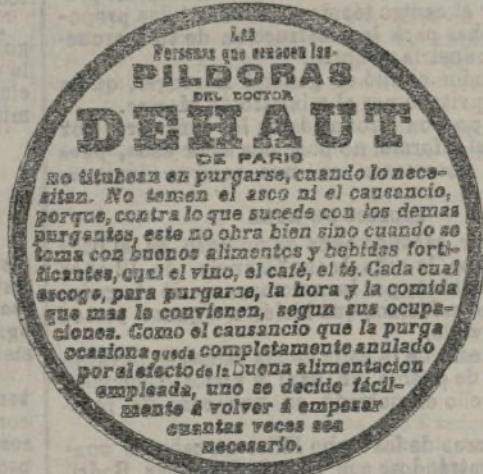 Las
Personas que conocen las
PILDORAS
DEL DOCTOR
DEHAUT
DE PARIS
no titubean en purgarse, cuando lo nece-
sitan. No temen el asco ni el causancio,
porque, contra lo que sucede con los demas
purgantes, este no obra bien sino cuando se
toma con buenos alimentos y bebidas forti-
ficantes, cual el vino, el café, el té. Cada cual
escoge, para purgarse, la hora y la comida
que mas le convienen, segun sus ocupa-
ciones. Como el causancio que la purga
ocasiona queda completamente anulado
por el efecto de la buena alimentacion
empleada, uno se decide fácil-
mente á volver á empezar
cuantas veces sea
necesario.